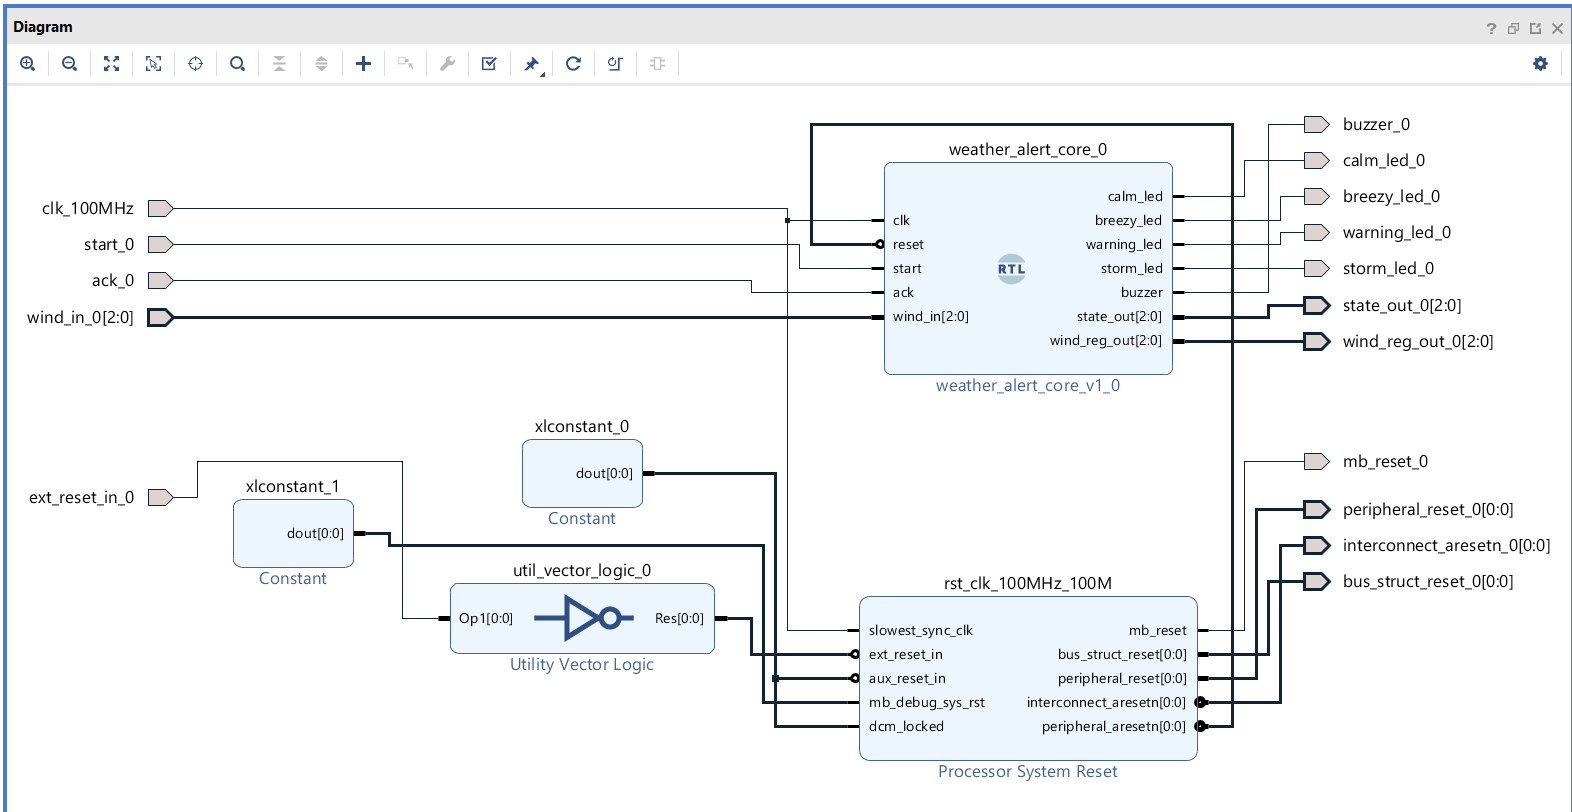 Diagram
?
buzzer_0
weather_alert_core_0
calm_led_0
calm_led
breezy_led_0
clk_100MHz
clk
breezy_led
warning_led_0
start_0
reset
warning_led
storm_led_0
start
RTL
storm_led
ack_0
ack
buzzer
state_out_0[2:0]
wind_in_0[2:0]
wind_in[2:0]
state_out[2:0]
wind_reg_out[2:0]
wind_reg_out_0[2:0]
weather_alert_core_v1_0
xlconstant_0
dout[0:0]
Constant
mb_reset_0
ext_reset_in_0
xlconstant_1
dout[0:0]
Constant
peripheral_reset_0[0:0]
interconnect_aresetn_0[0:0]
bus_struct_reset_0[0:0]
util_vector_logic_0
Op1[0:0]
Res[0:0]
Utility Vector Logic
rst_clk_100MHz_100M
slowest_sync_clk
mb_reset
ext_reset_in
bus_struct_reset[0:0]
aux_reset_in
peripheral_reset[0:0]
mb_debug_sys_rst
interconnect_aresetn[0:0]
dcm_locked
peripheral_aresetn[0:0]
Processor System Reset